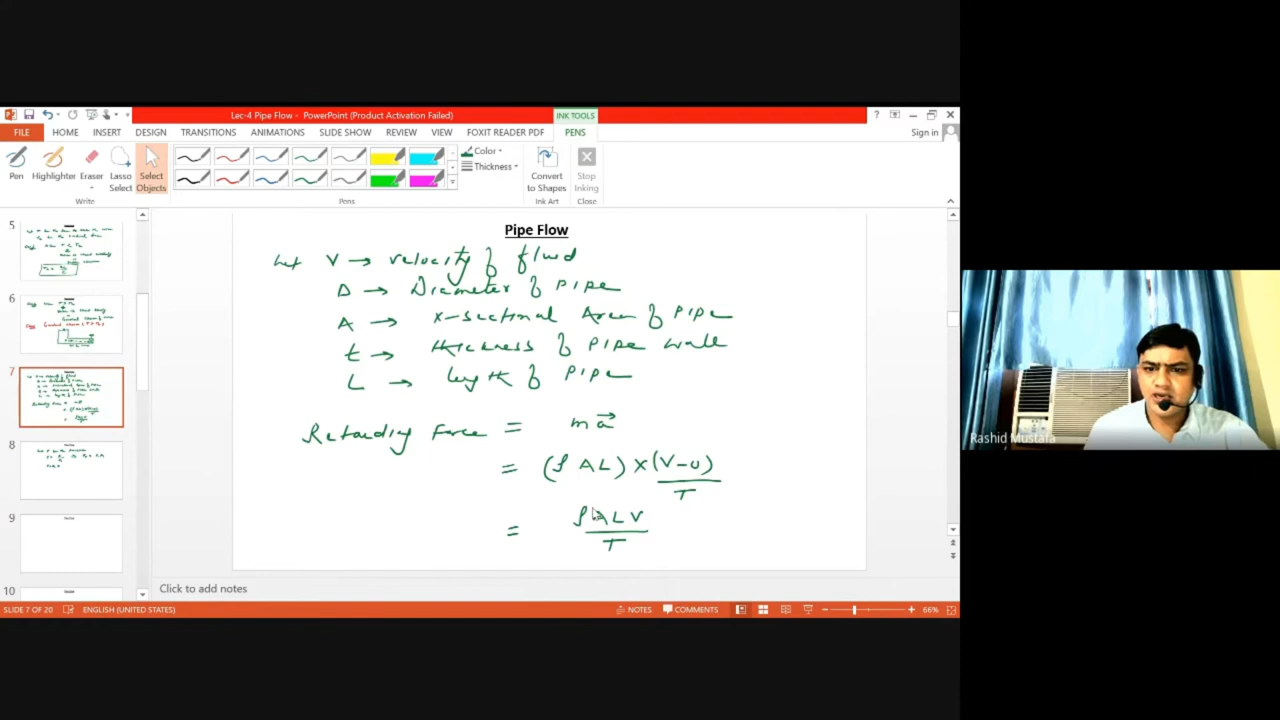 Lec-4 Pipe Flow - PowerPoint (Product Activation Failed)
INK TOOLS
FILE HOME INSERT DESIGN TRANSITIONS ANIMATIONS SLIDE SHOW REVIEW VIEW FOXIT READER PDF PENS
Sign in
Pen Highlighter Eraser Lasso Select Select Objects
Color
Thickness
Convert to Shapes
Stop Inking
Write Pens Ink Art Close
Pipe Flow
Let V → velocity of fluid
D → Diameter of pipe
A → x-sectional Area of pipe
t → thickness of pipe wall
L → length of pipe
Retarding Force = ma
= (ρAL) × (V-0)
T
= ρALV
T
5
6
7
8
9
10
Click to add notes
SLIDE 7 OF 20 ENGLISH (UNITED STATES) NOTES COMMENTS 66%
Rashid Mustafa